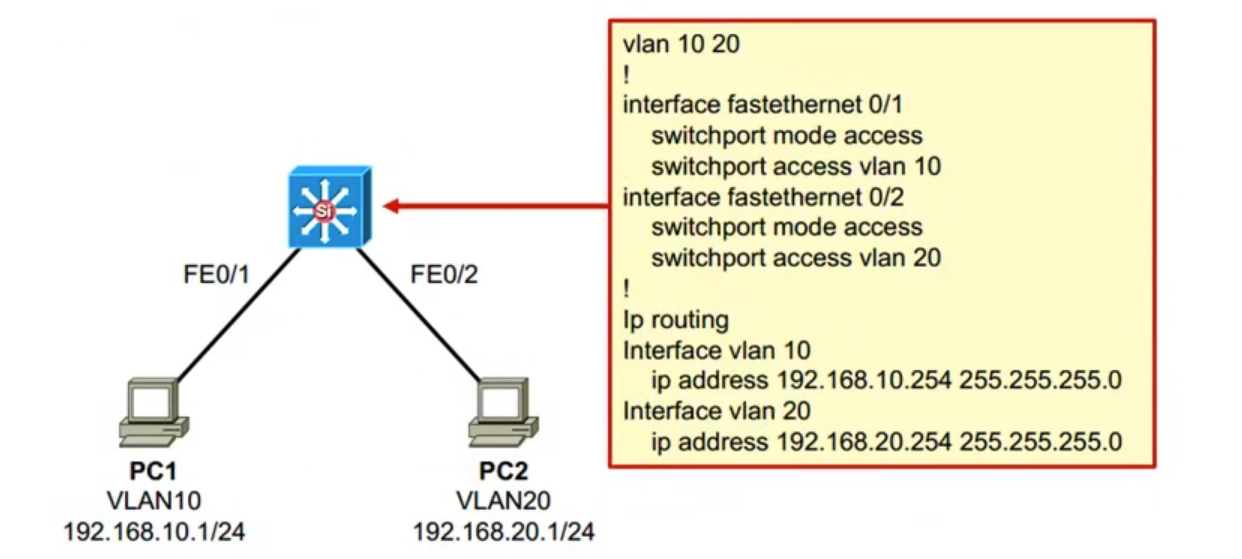 vlan 10 20
!
interface fastethernet 0/1
switchport mode access
switchport access vlan 10
interface fastethernet 0/2
switchport mode access
switchport access vlan 20
!
Ip routing
Interface vlan 10
ip address 192.168.10.254 255.255.255.0
Interface vlan 20
ip address 192.168.20.254 255.255.255.0
Si
FE0/1
FE0/2
PC1
VLAN10
192.168.10.1/24
PC2
VLAN20
192.168.20.1/24